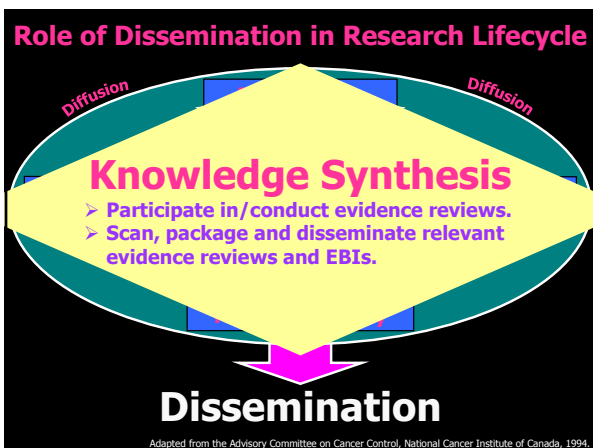 Role of Dissemination in Research Lifecycle
Diffusion
Diffusion
Knowledge Synthesis
➢ Participate in/conduct evidence reviews.
➢ Scan, package and disseminate relevant
evidence reviews and EBIs.
Dissemination
Adapted from the Advisory Committee on Cancer Control, National Cancer Institute of Canada, 1994.